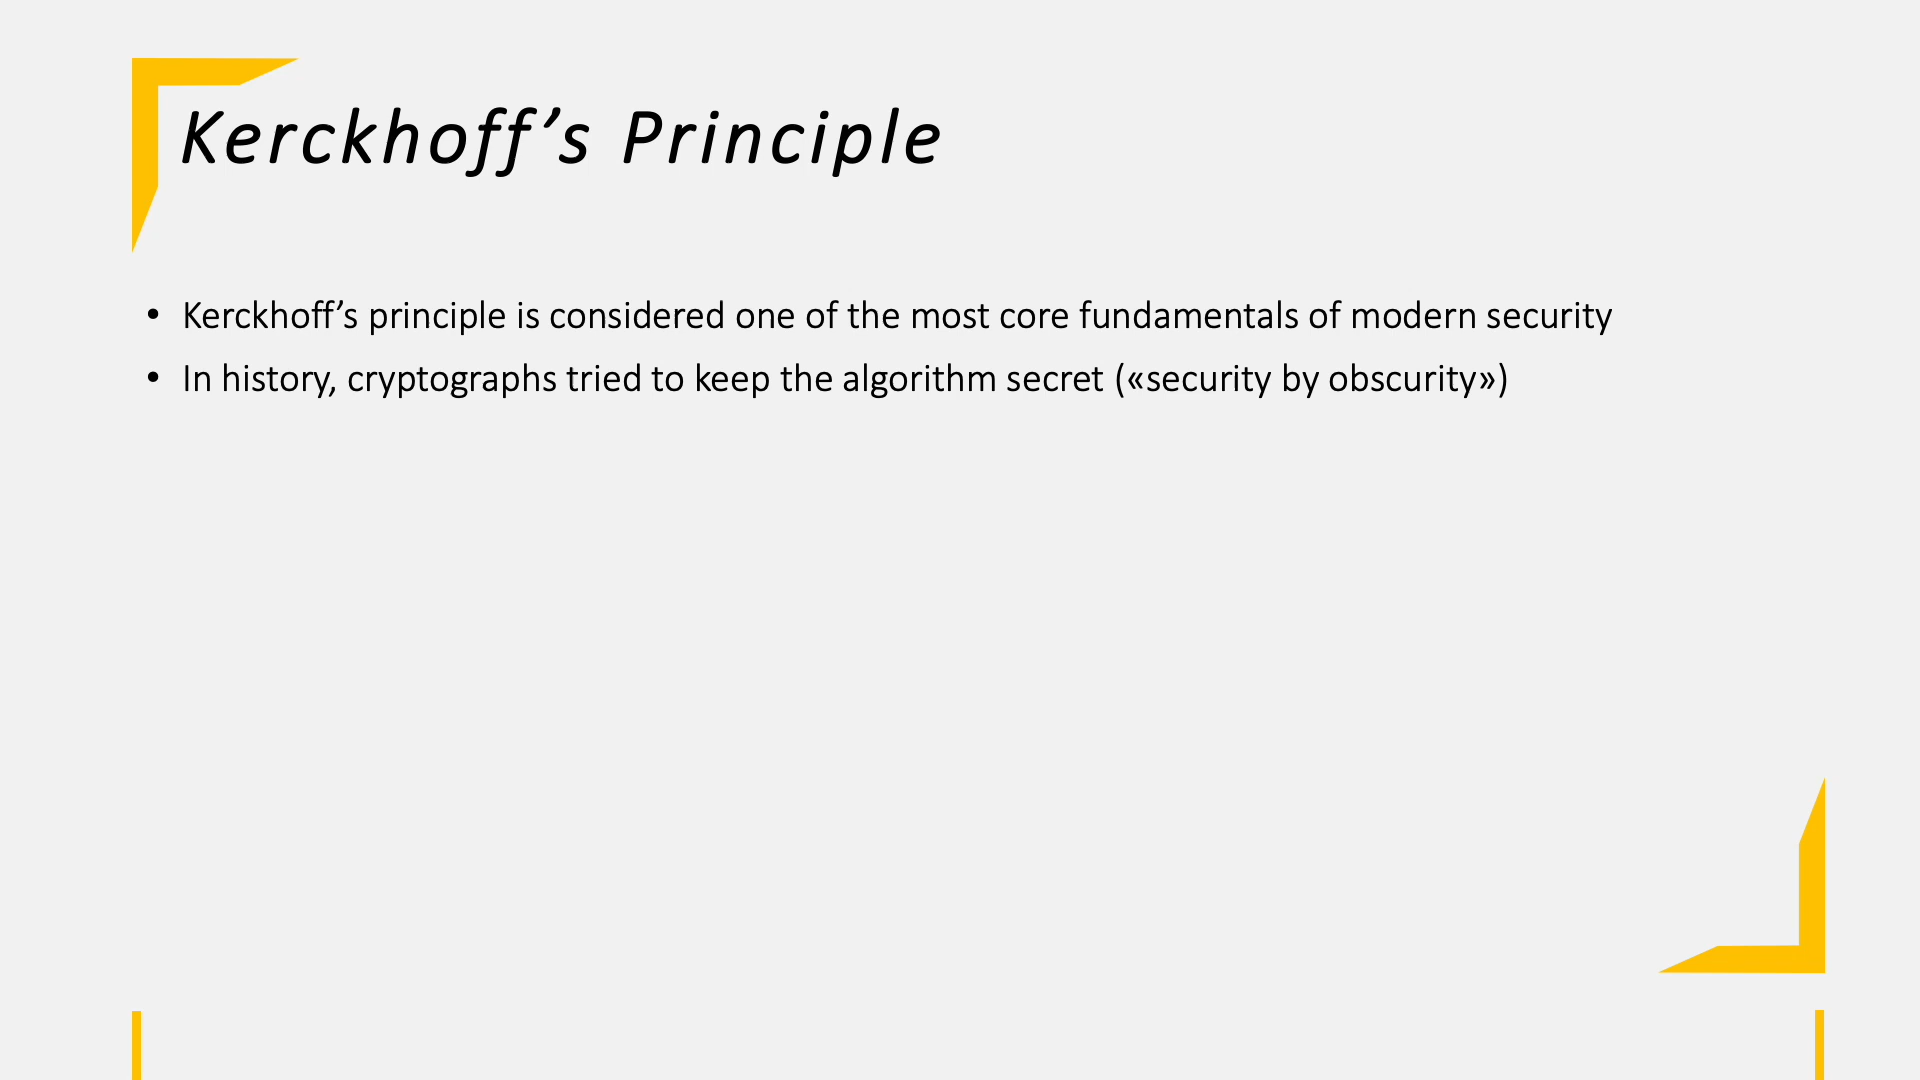 Kerckhoff’s Principle
• Kerckhoff’s principle is considered one of the most core fundamentals of modern security
• In history, cryptographs tried to keep the algorithm secret («security by obscurity»)